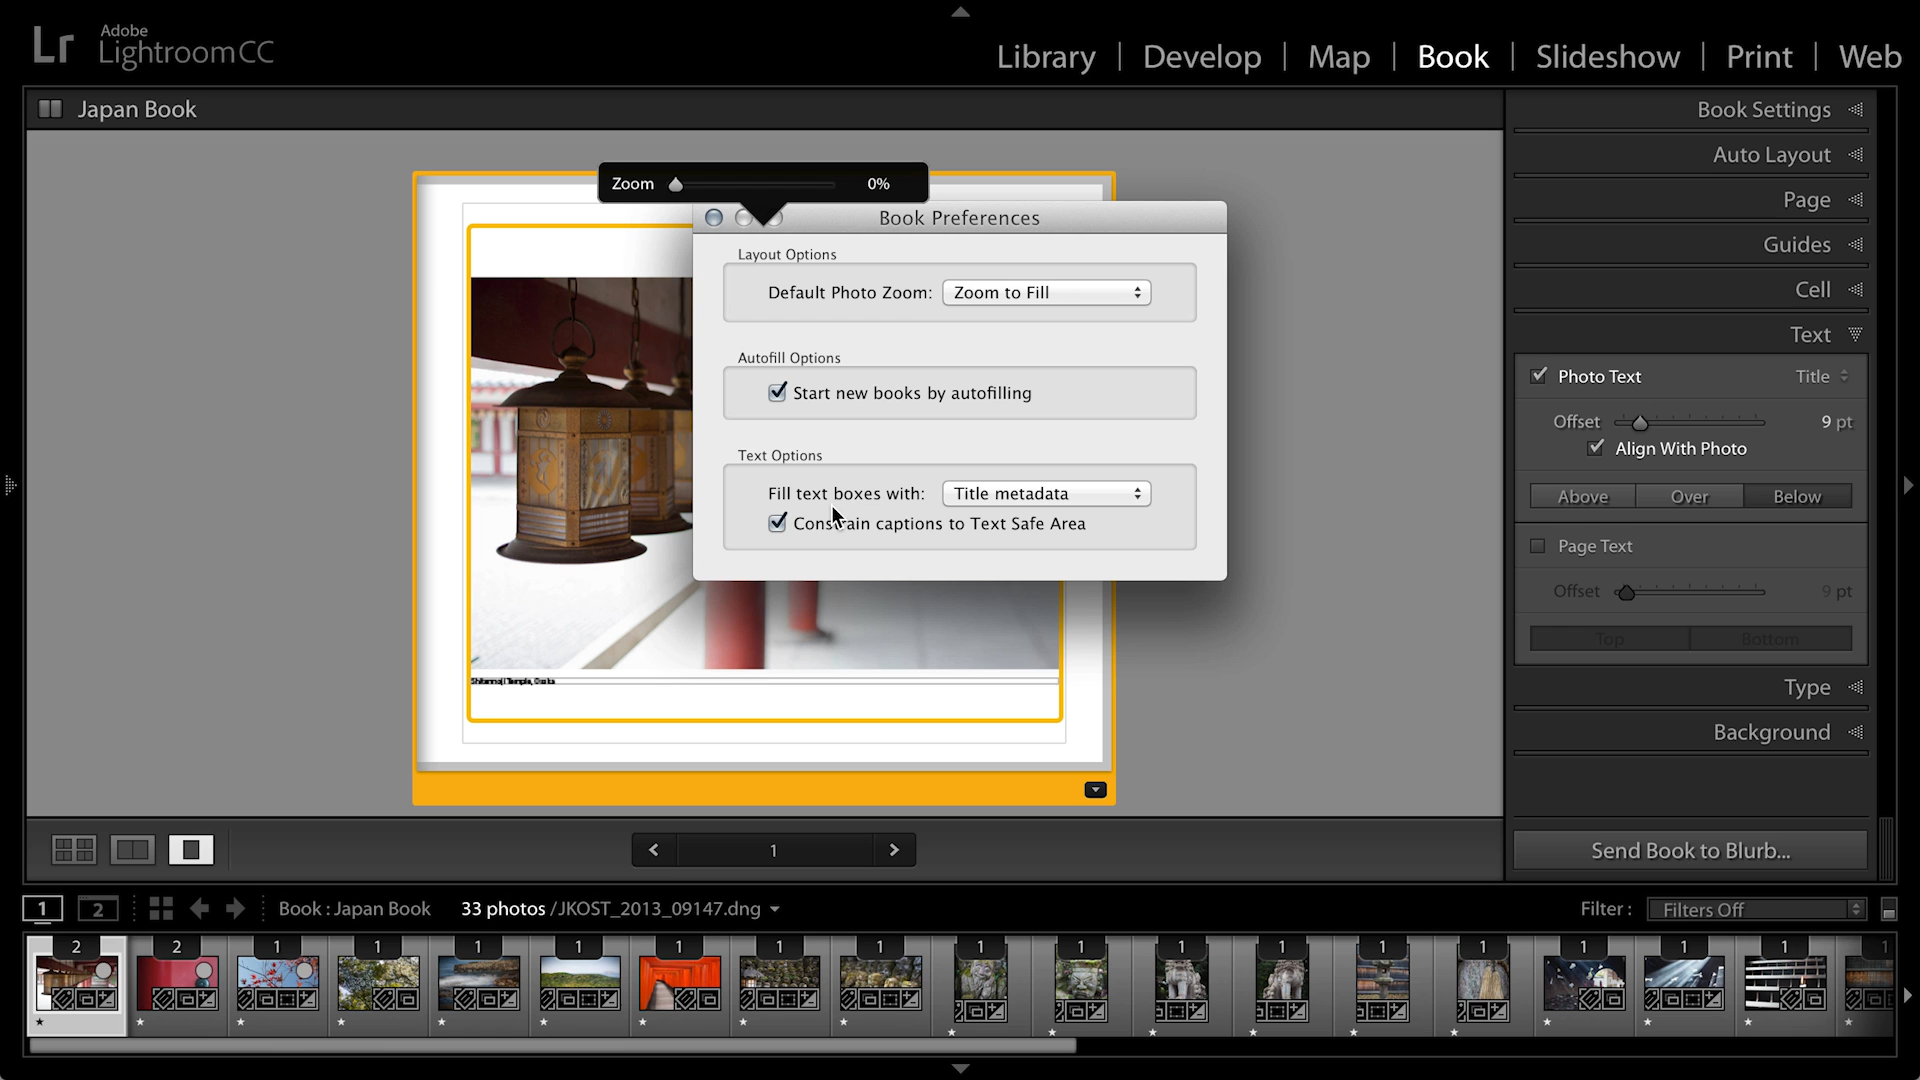 Lr Adobe
Lightroom CC
Library | Develop | Map | Book | Slideshow | Print | Web
Japan Book
Zoom 0%
Book Preferences
Layout Options
Default Photo Zoom: Zoom to Fill
Autofill Options
Start new books by autofilling
Text Options
Fill text boxes with: Title metadata
Constrain captions to Text Safe Area
Temple, Osaka
Book Settings
Auto Layout
Page
Guides
Cell
Text
Photo Text Title
Offset 9 pt
Align With Photo
Above Over Below
Page Text
Offset 9 pt
Top Bottom
Type
Background
Send Book to Blurb...
< 1 >
1 2 Book : Japan Book 33 photos / JKOST_2013_09147.dng Filter : Filters Off
2 2 1 1 1 1 1 1 1 1 1 1 1 1 1 1 1 1 1